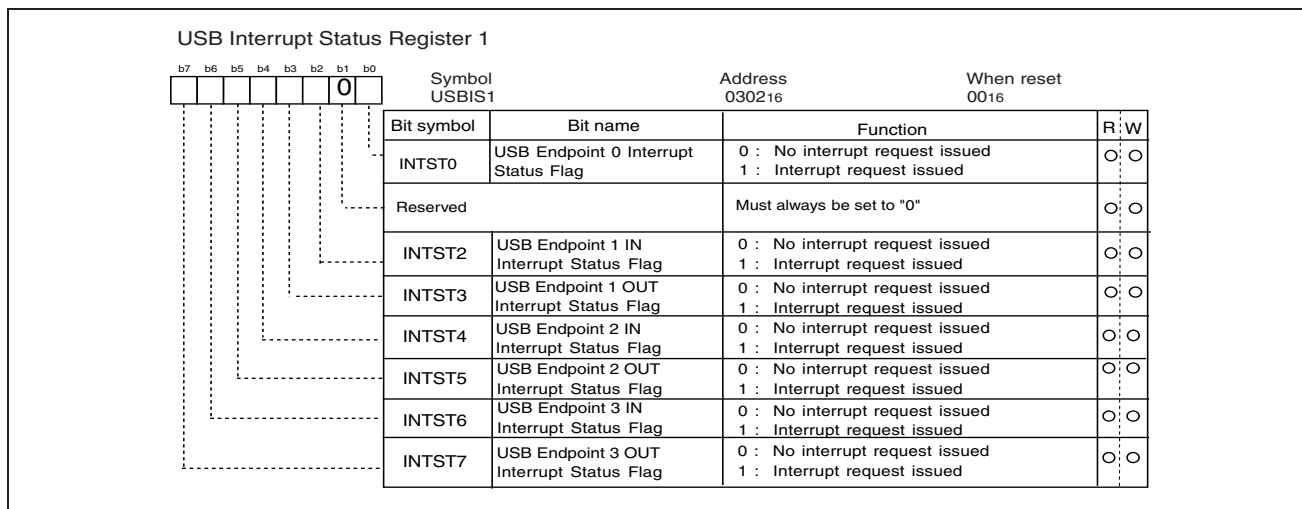 USB Interrupt Status Register 1
b7 b6 b5 b4 b3 b2 b1 b0
0
Symbol Address When reset
USBIS1 030216 0016
Bit symbol Bit name Function R W
INTST0 USB Endpoint 0 Interrupt Status Flag 0 : No interrupt request issued 1 : Interrupt request issued O O
Reserved Must always be set to "0" O O
INTST2 USB Endpoint 1 IN Interrupt Status Flag 0 : No interrupt request issued 1 : Interrupt request issued O O
INTST3 USB Endpoint 1 OUT Interrupt Status Flag 0 : No interrupt request issued 1 : Interrupt request issued O O
INTST4 USB Endpoint 2 IN Interrupt Status Flag 0 : No interrupt request issued 1 : Interrupt request issued O O
INTST5 USB Endpoint 2 OUT Interrupt Status Flag 0 : No interrupt request issued 1 : Interrupt request issued O O
INTST6 USB Endpoint 3 IN Interrupt Status Flag 0 : No interrupt request issued 1 : Interrupt request issued O O
INTST7 USB Endpoint 3 OUT Interrupt Status Flag 0 : No interrupt request issued 1 : Interrupt request issued O O